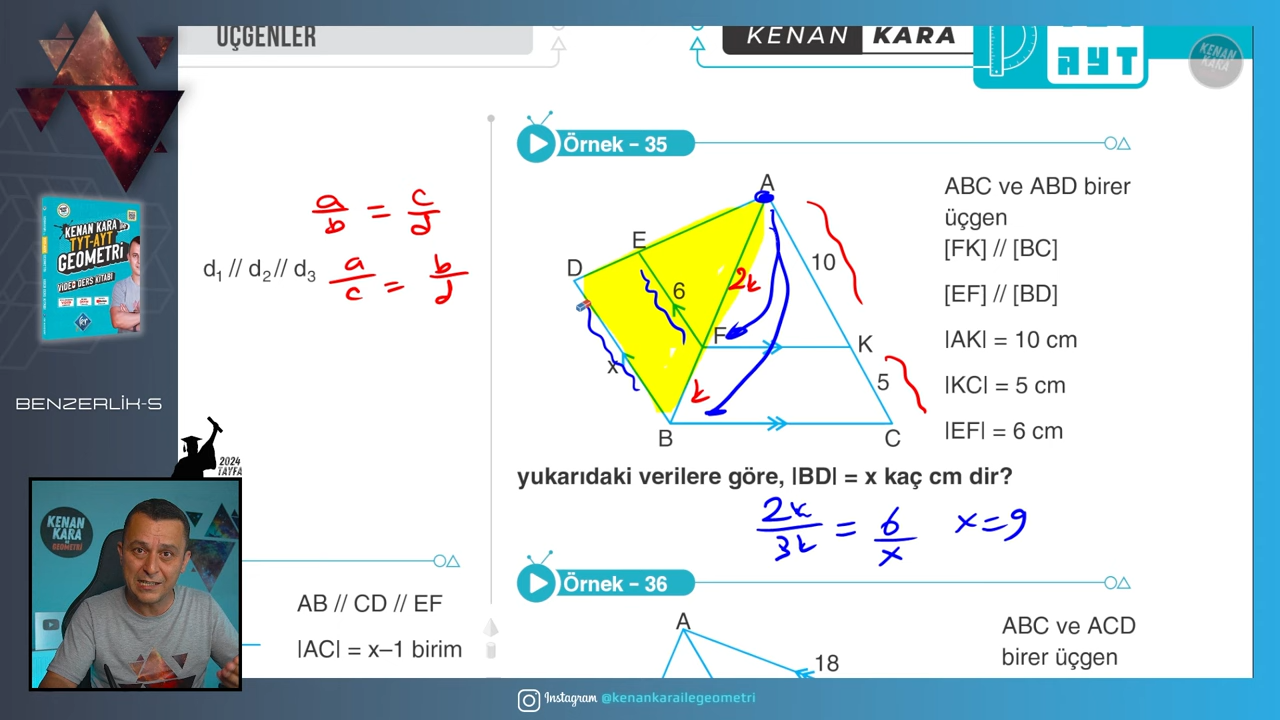 ÜÇGENLER
KENAN KARA
AYT
KENAN
KARA
KENAN KARA
TYT-AYT
GEOMETRİ
VİDEO DERS KİTABI
BENZERLİK-5
2024
TAYFA
KENAN
KARA
GEOMETRİ
a/b = c/d
d₁ // d₂ // d₃
a/c = b/d
AB // CD // EF
|AC| = x–1 birim
Örnek – 35
A
E
D
10
2k
6
F
K
x
k
5
B
C
ABC ve ABD birer
üçgen
[FK] // [BC]
[EF] // [BD]
|AK| = 10 cm
|KC| = 5 cm
|EF| = 6 cm
yukarıdaki verilere göre, |BD| = x kaç cm dir?
2k/3k = 6/x x=9
Örnek – 36
A
18
ABC ve ACD
birer üçgen
Instagram @kenankarailegeometri